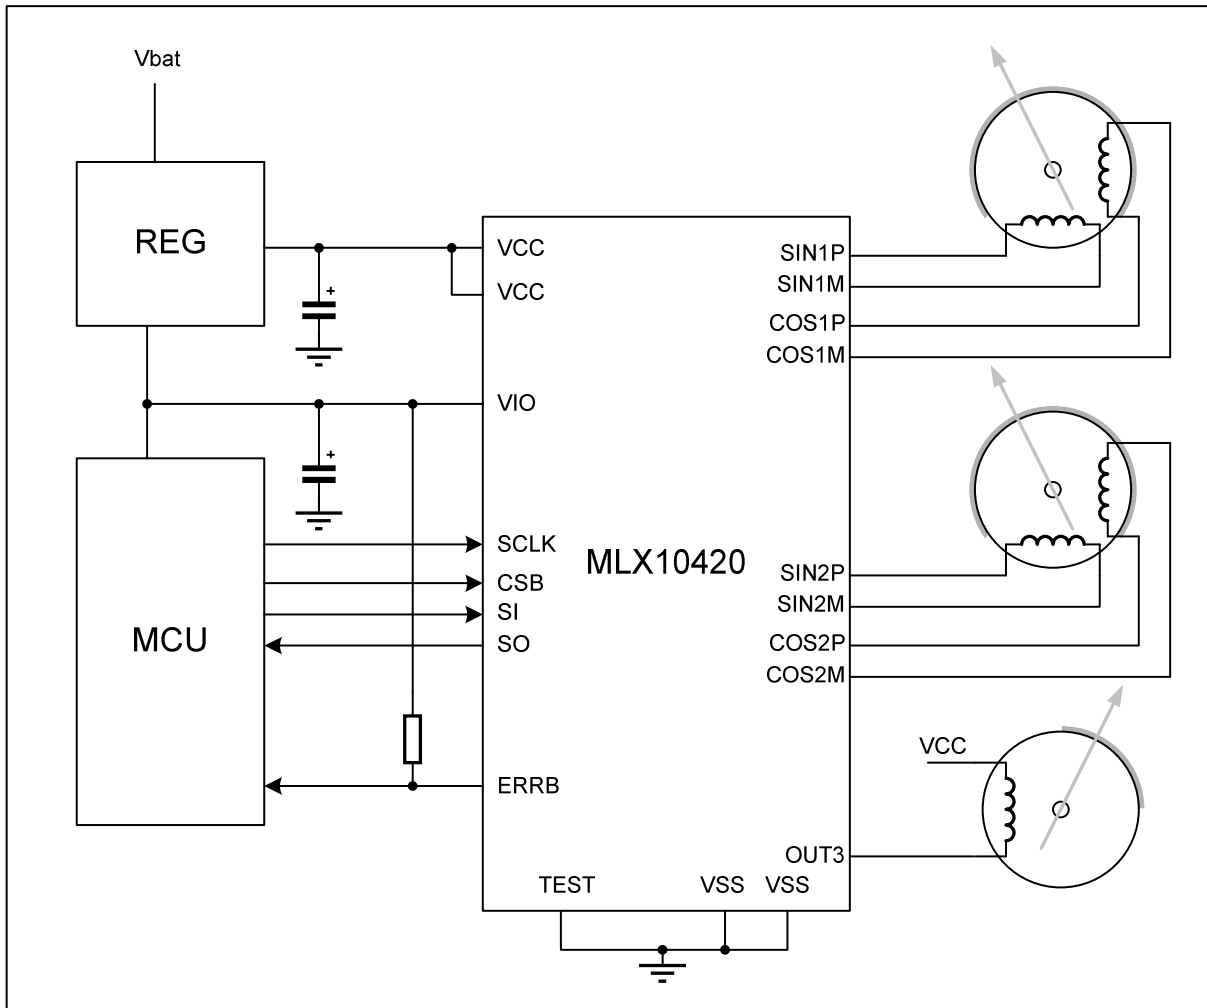 Vbat
REG
+
VCC
VCC
VIO
+
SCLK
CSB
SI
SO
ERRB
MCU
MLX10420
SIN1P
SIN1M
COS1P
COS1M
SIN2P
SIN2M
COS2P
COS2M
VCC
OUT3
TEST
VSS
VSS